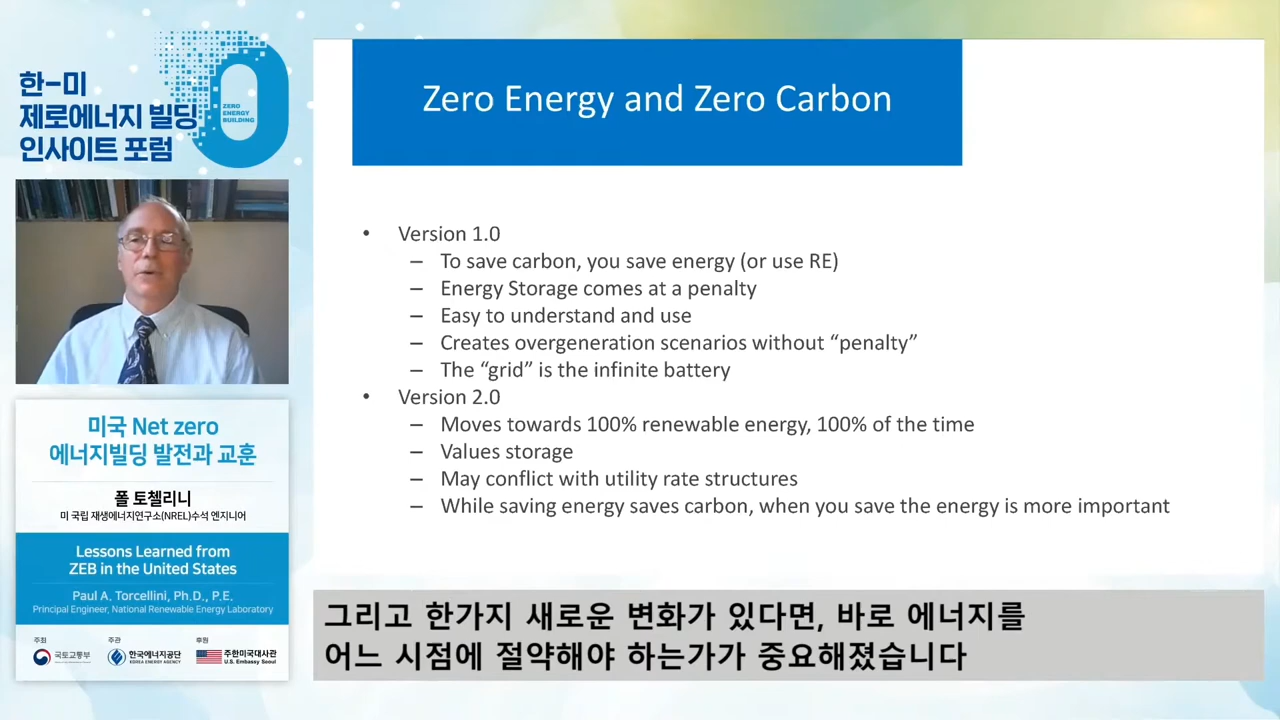 한-미
제로에너지 빌딩
인사이트 포럼
ZERO
ENERGY
BUILDING
미국 Net zero
에너지빌딩 발전과 교훈
폴 토첼리니
미 국립 재생에너지연구소(NREL)수석 엔지니어
Lessons Learned from
ZEB in the United States
Paul A. Torcellini, Ph.D., P.E.
Principal Engineer, National Renewable Energy Laboratory
주최
국토교통부
주관
한국에너지공단
KOREA ENERGY AGENCY
후원
주한미국대사관
U.S. Embassy Seoul
Zero Energy and Zero Carbon
• Version 1.0
– To save carbon, you save energy (or use RE)
– Energy Storage comes at a penalty
– Easy to understand and use
– Creates overgeneration scenarios without “penalty”
– The “grid” is the infinite battery
• Version 2.0
– Moves towards 100% renewable energy, 100% of the time
– Values storage
– May conflict with utility rate structures
– While saving energy saves carbon, when you save the energy is more important
그리고 한가지 새로운 변화가 있다면, 바로 에너지를
어느 시점에 절약해야 하는가가 중요해졌습니다